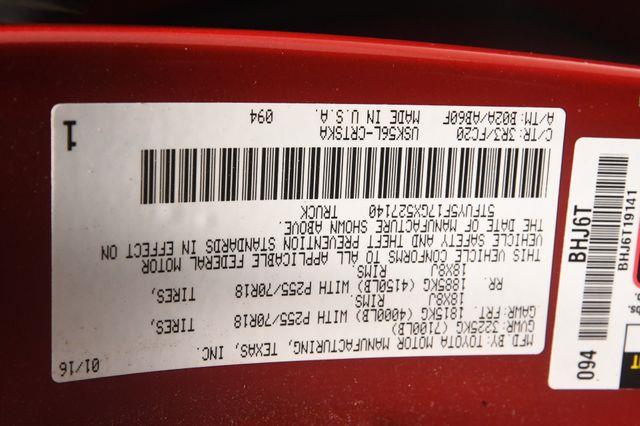 MFD BY: TOYOTA MOTOR MANUFACTURING, TEXAS, INC. 01/16
GVWR: 3225KG (7100LB)
GAWR:FRT. 1815KG (4000LB) WITH P255/70R18 TIRES,
18X8J RIMS
RR. 1885KG (4150LB) WITH P255/70R18 TIRES,
18X8J RIMS
THIS VEHICLE CONFORMS TO ALL APPLICABLE FEDERAL MOTOR
VEHICLE SAFETY AND THEFT PREVENTION STANDARDS IN EFFECT ON
THE DATE OF MANUFACTURE SHOWN ABOVE.
5TFUY5F17GX527140 TRUCK
C/TR: 3R3/FC20 USK56L-CRTSKA 094
A/TM: B02A/AB60F MADE IN U.S.A. 1
BHJ6T
BHJ6T19141
094